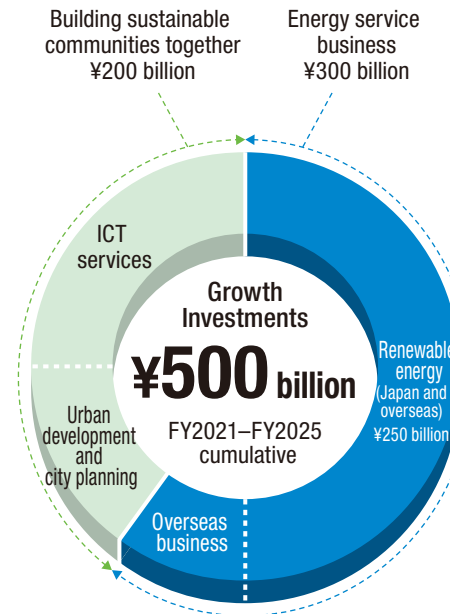 Building sustainable
communities together
¥200 billion
Energy service
business
¥300 billion
ICT
services
Growth
Investments
¥500 billion
FY2021–FY2025
cumulative
Renewable
energy
(Japan and
overseas)
¥250 billion
Urban
development
and
city planning
Overseas
business